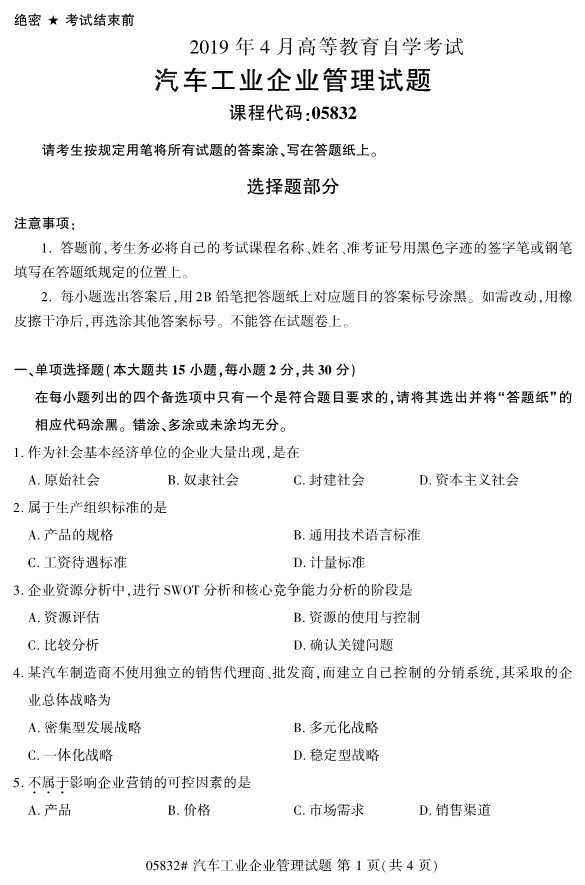 绝密 ★ 考试结束前
2019 年 4 月高等教育自学考试
汽车工业企业管理试题
课程代码:05832
请考生按规定用笔将所有试题的答案涂、写在答题纸上。
选择题部分
注意事项:
1. 答题前,考生务必将自己的考试课程名称、姓名、准考证号用黑色字迹的签字笔或钢笔
填写在答题纸规定的位置上。
2. 每小题选出答案后,用 2B 铅笔把答题纸上对应题目的答案标号涂黑。如需改动,用橡
皮擦干净后,再选涂其他答案标号。不能答在试题卷上。
一、单项选择题(本大题共 15 小题,每小题 2 分,共 30 分)
在每小题列出的四个备选项中只有一个是符合题目要求的,请将其选出并将“答题纸”的
相应代码涂黑。错涂、多涂或未涂均无分。
1. 作为社会基本经济单位的企业大量出现,是在
A. 原始社会 B. 奴隶社会 C. 封建社会 D. 资本主义社会
2. 属于生产组织标准的是
A. 产品的规格 B. 通用技术语言标准
C. 工资待遇标准 D. 计量标准
3. 企业资源分析中,进行 SWOT 分析和核心竞争能力分析的阶段是
A. 资源评估 B. 资源的使用与控制
C. 比较分析 D. 确认关键问题
4. 某汽车制造商不使用独立的销售代理商、批发商,而建立自己控制的分销系统,其采取的企
业总体战略为
A. 密集型发展战略 B. 多元化战略
C. 一体化战略 D. 稳定型战略
5. 不属于影响企业营销的可控因素的是
A. 产品 B. 价格 C. 市场需求 D. 销售渠道
05832# 汽车工业企业管理试题 第 1 页(共 4 页)